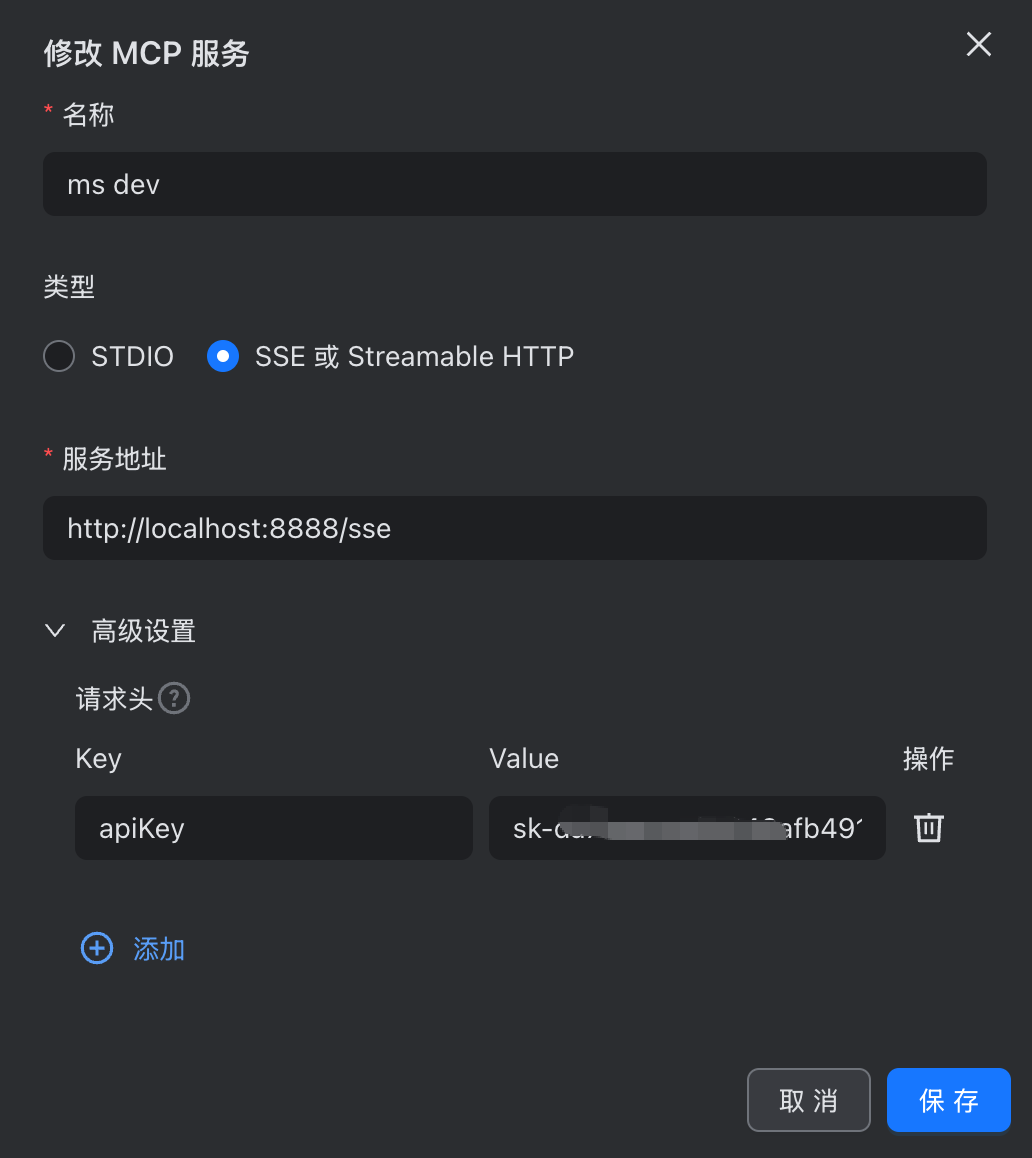 修改 MCP 服务
* 名称
ms dev
类型
STDIO SSE 或 Streamable HTTP
* 服务地址
http://localhost:8888/sse
高级设置
请求头 ?
Key Value 操作
apiKey sk- afb49
添加
取 消 保 存